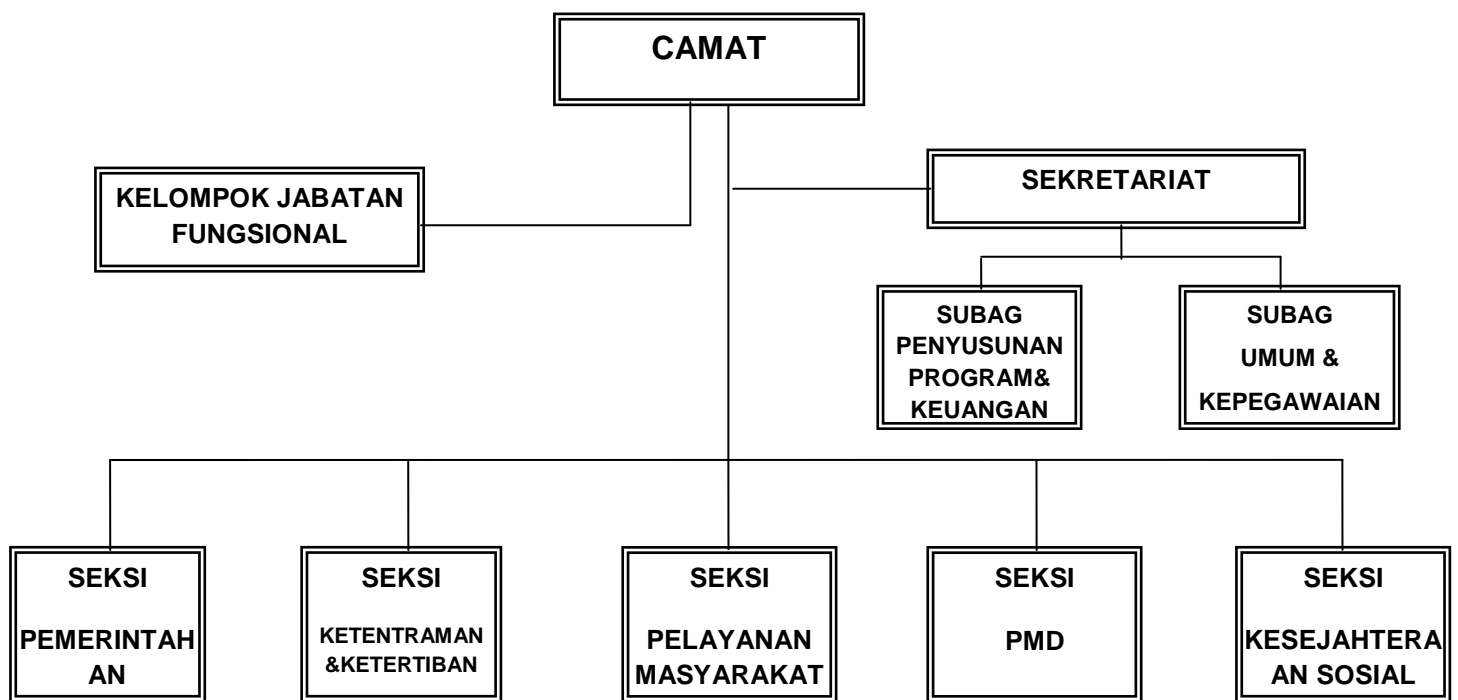 CAMAT
KELOMPOK JABATAN
FUNGSIONAL
SEKRETARIAT
SUBAG
PENYUSUNAN
PROGRAM&
KEUANGAN
SUBAG
UMUM &
KEPEGAWAIAN
SEKSI
PEMERINTAH
AN
SEKSI
KETENTRAMAN
&KETERTIBAN
SEKSI
PELAYANAN
MASYARAKAT
SEKSI
PMD
SEKSI
KESEJAHTERA
AN SOSIAL